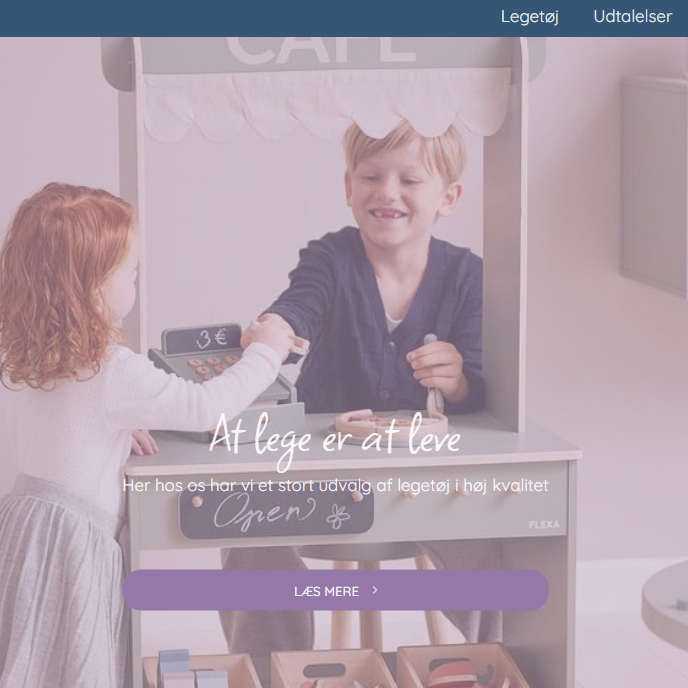 Legetøj Udtalelser
CAFE
3 €
At lege er at leve
Her hos os har vi et stort udvalg af legetøj i høj kvalitet
Open
FLEXA
LÆS MERE